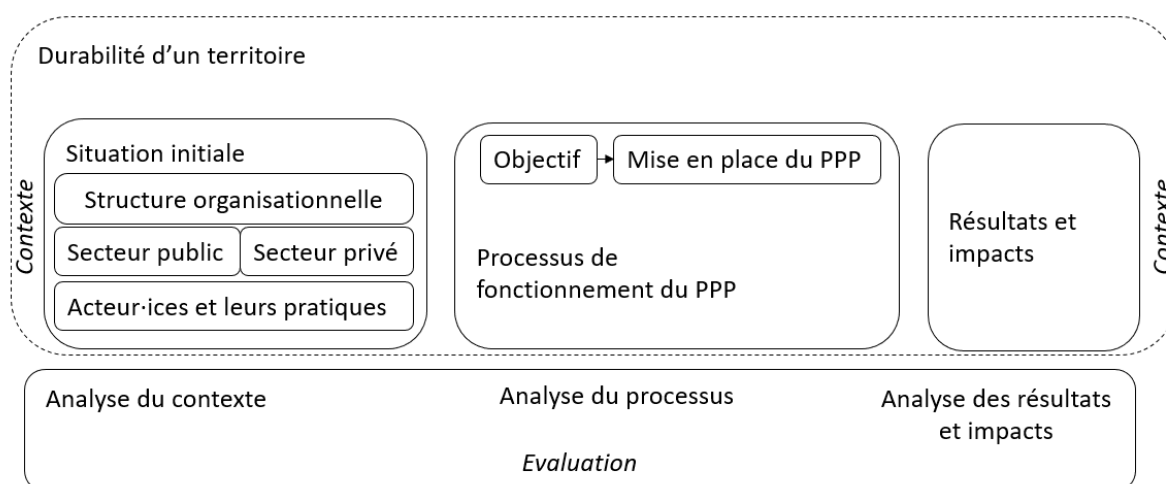 Durabilité d'un territoire
Contexte
Situation initiale
Structure organisationnelle
Secteur public
Secteur privé
Acteur·ices et leurs pratiques
Objectif
Mise en place du PPP
Processus de
fonctionnement du PPP
Résultats et
impacts
Contexte
Analyse du contexte
Analyse du processus
Analyse des résultats
et impacts
Evaluation